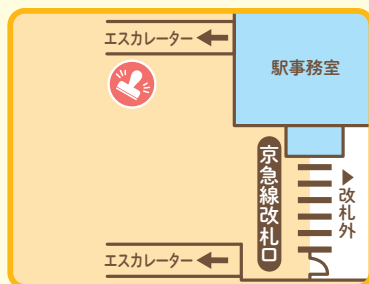 エスカレーター
駅事務室
京急線改札口
改札外
エスカレーター